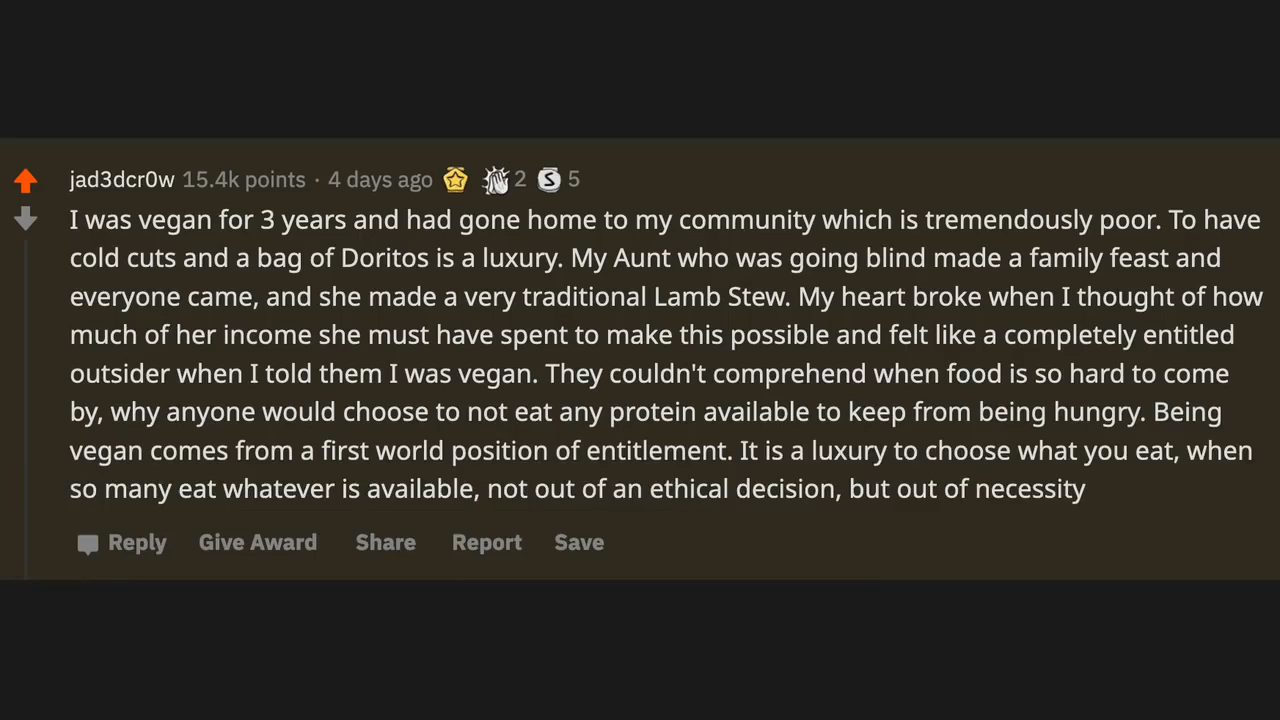 jad3dcr0w 15.4k points · 4 days ago 2 S 5
I was vegan for 3 years and had gone home to my community which is tremendously poor. To have
cold cuts and a bag of Doritos is a luxury. My Aunt who was going blind made a family feast and
everyone came, and she made a very traditional Lamb Stew. My heart broke when I thought of how
much of her income she must have spent to make this possible and felt like a completely entitled
outsider when I told them I was vegan. They couldn't comprehend when food is so hard to come
by, why anyone would choose to not eat any protein available to keep from being hungry. Being
vegan comes from a first world position of entitlement. It is a luxury to choose what you eat, when
so many eat whatever is available, not out of an ethical decision, but out of necessity
Reply Give Award Share Report Save